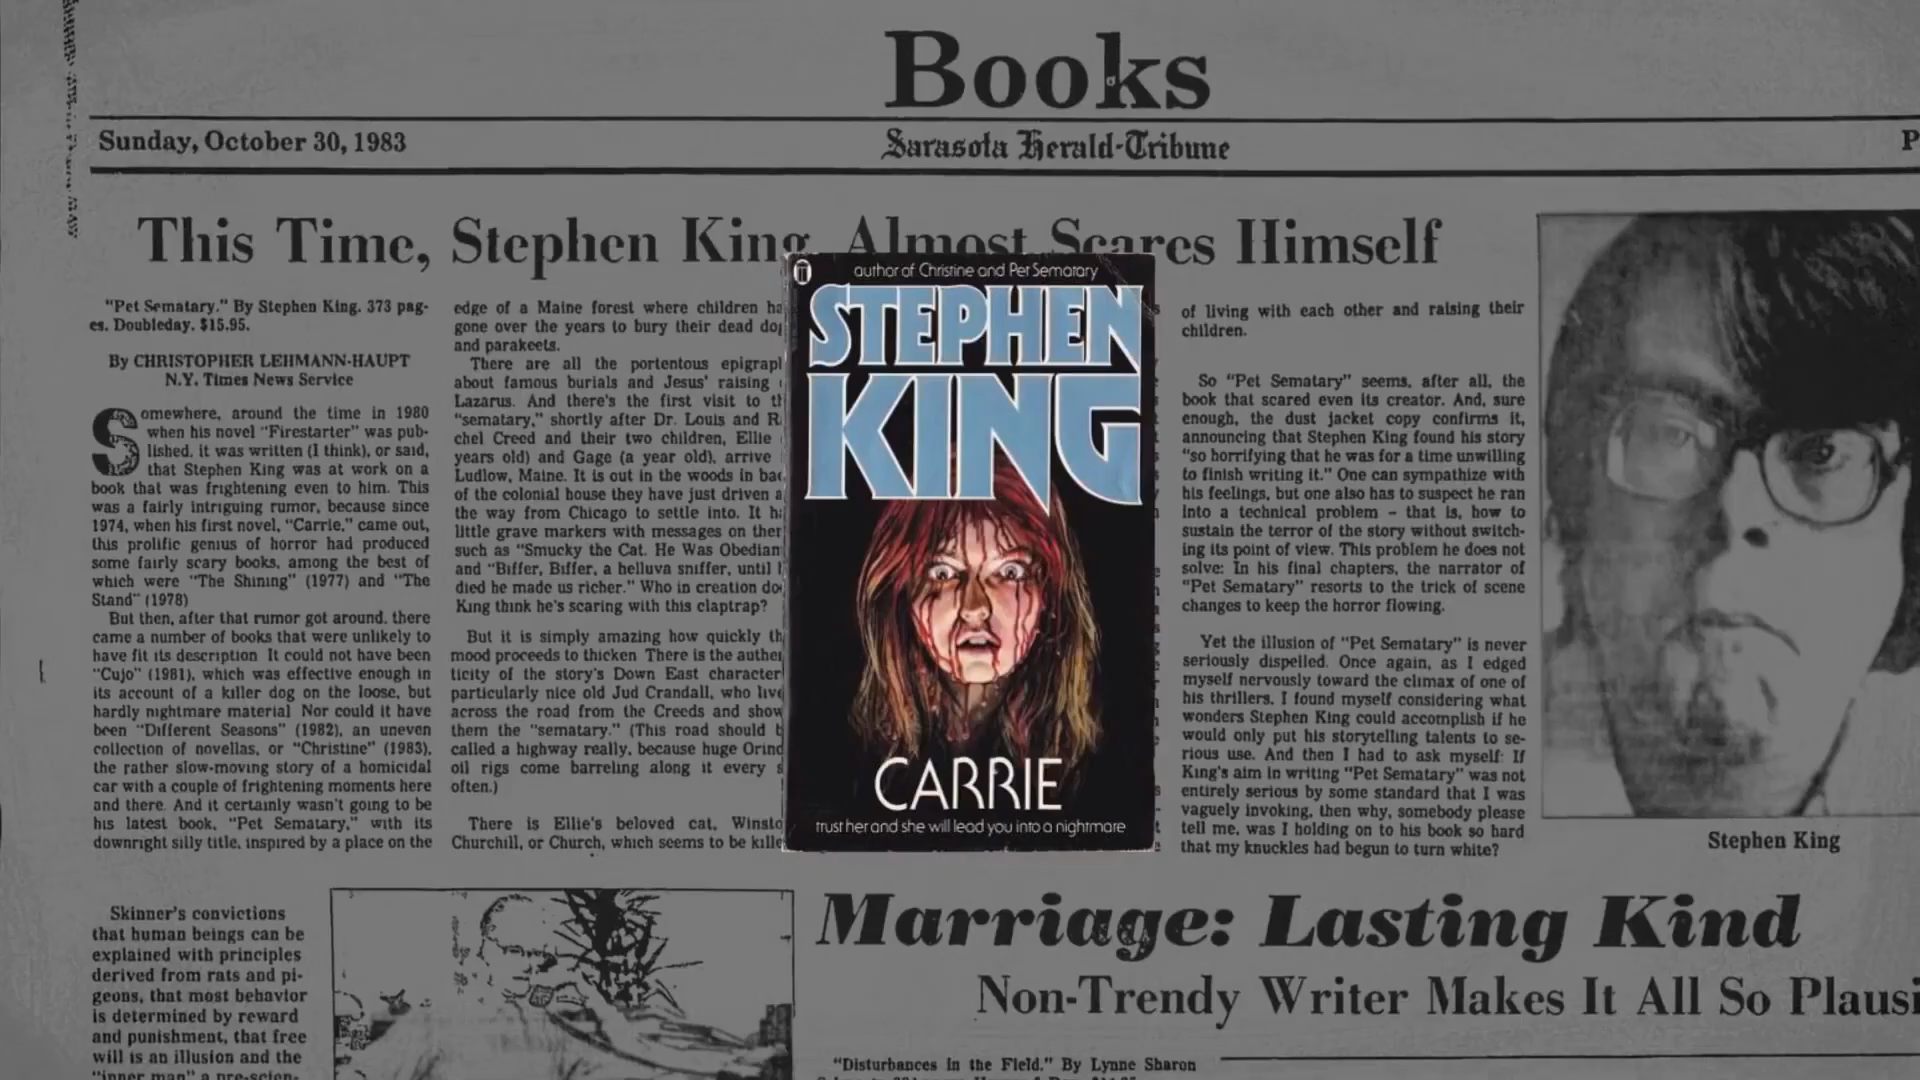 Books
Sunday, October 30, 1983
Sarasota Herald-Tribune
P
This Time, Stephen King Almost Scares Himself
"Pet Sematary." By Stephen King. 373 pag-
es. Doubleday. $15.95.
By CHRISTOPHER LEHMANN-HAUPT
N.Y. Times News Service
Somewhere, around the time in 1980
when his novel "Firestarter" was pub-
lished, it was written (I think), or said,
that Stephen King was at work on a
book that was frightening even to him. This
was a fairly intriguing rumor, because since
1974, when his first novel, "Carrie," came out,
this prolific genius of horror had produced
some fairly scary books, among the best of
which were "The Shining" (1977) and "The
Stand" (1978)
But then, after that rumor got around, there
came a number of books that were unlikely to
have fit its description It could not have been
"Cujo" (1981), which was effective enough in
its account of a killer dog on the loose, but
hardly nightmare material Nor could it have
been "Different Seasons" (1982), an uneven
collection of novellas, or "Christine" (1983),
the rather slow-moving story of a homicidal
car with a couple of frightening moments here
and there. And it certainly wasn't going to be
his latest book, "Pet Sematary," with its
downright silly title, inspired by a place on the
edge of a Maine forest where children ha
gone over the years to bury their dead do
and parakeets.
There are all the portentous epigrap
about famous burials and Jesus' raising
Lazarus. And there's the first visit to th
"sematary," shortly after Dr. Louis and R
chel Creed and their two children, Ellie
years old) and Gage (a year old), arrive
Ludlow, Maine. It is out in the woods in ba
of the colonial house they have just driven a
the way from Chicago to settle into. It h
little grave markers with messages on the
such as "Smucky the Cat. He Was Obedian
and "Biffer, Biffer, a helluva sniffer, until
died he made us richer." Who in creation do
King think he's scaring with this claptrap?
But it is simply amazing how quickly th
mood proceeds to thicken There is the authe
ticity of the story's Down East character
particularly nice old Jud Crandall, who live
across the road from the Creeds and show
them the "sematary." (This road should b
called a highway really, because huge Orin
oil rigs come barreling along it every s
often.)
There is Ellie's beloved cat, Winsto
Churchill, or Church, which seems to be kille
author of Christine and Pet Sematary
STEPHEN
KING
CARRIE
trust her and she will lead you into a nightmare
of living with each other and raising their
children.
So "Pet Sematary" seems, after all, the
book that scared even its creator. And, sure
enough, the dust jacket copy confirms it,
announcing that Stephen King found his story
"so horrifying that he was for a time unwilling
to finish writing it." One can sympathize with
his feelings, but one also has to suspect he ran
into a technical problem – that is, how to
sustain the terror of the story without switch-
ing its point of view. This problem he does not
solve: In his final chapters, the narrator of
"Pet Sematary" resorts to the trick of scene
changes to keep the horror flowing.
Yet the illusion of "Pet Sematary" is never
seriously dispelled. Once again, as I edged
myself nervously toward the climax of one of
his thrillers, I found myself considering what
wonders Stephen King could accomplish if he
would only put his storytelling talents to se-
rious use. And then I had to ask myself: If
King's aim in writing "Pet Sematary" was not
entirely serious by some standard that I was
vaguely invoking, then why, somebody please
tell me, was I holding on to his book so hard
that my knuckles had begun to turn white?
Stephen King
Skinner's convictions
that human beings can be
explained with principles
derived from rats and pi-
geons, that most behavior
is determined by reward
and punishment, that free
will is an illusion and the
"inner man" a pre-scien-
Marriage: Lasting Kind
Non-Trendy Writer Makes It All So Plausi
"Disturbances in the Field." By Lynne Sharon